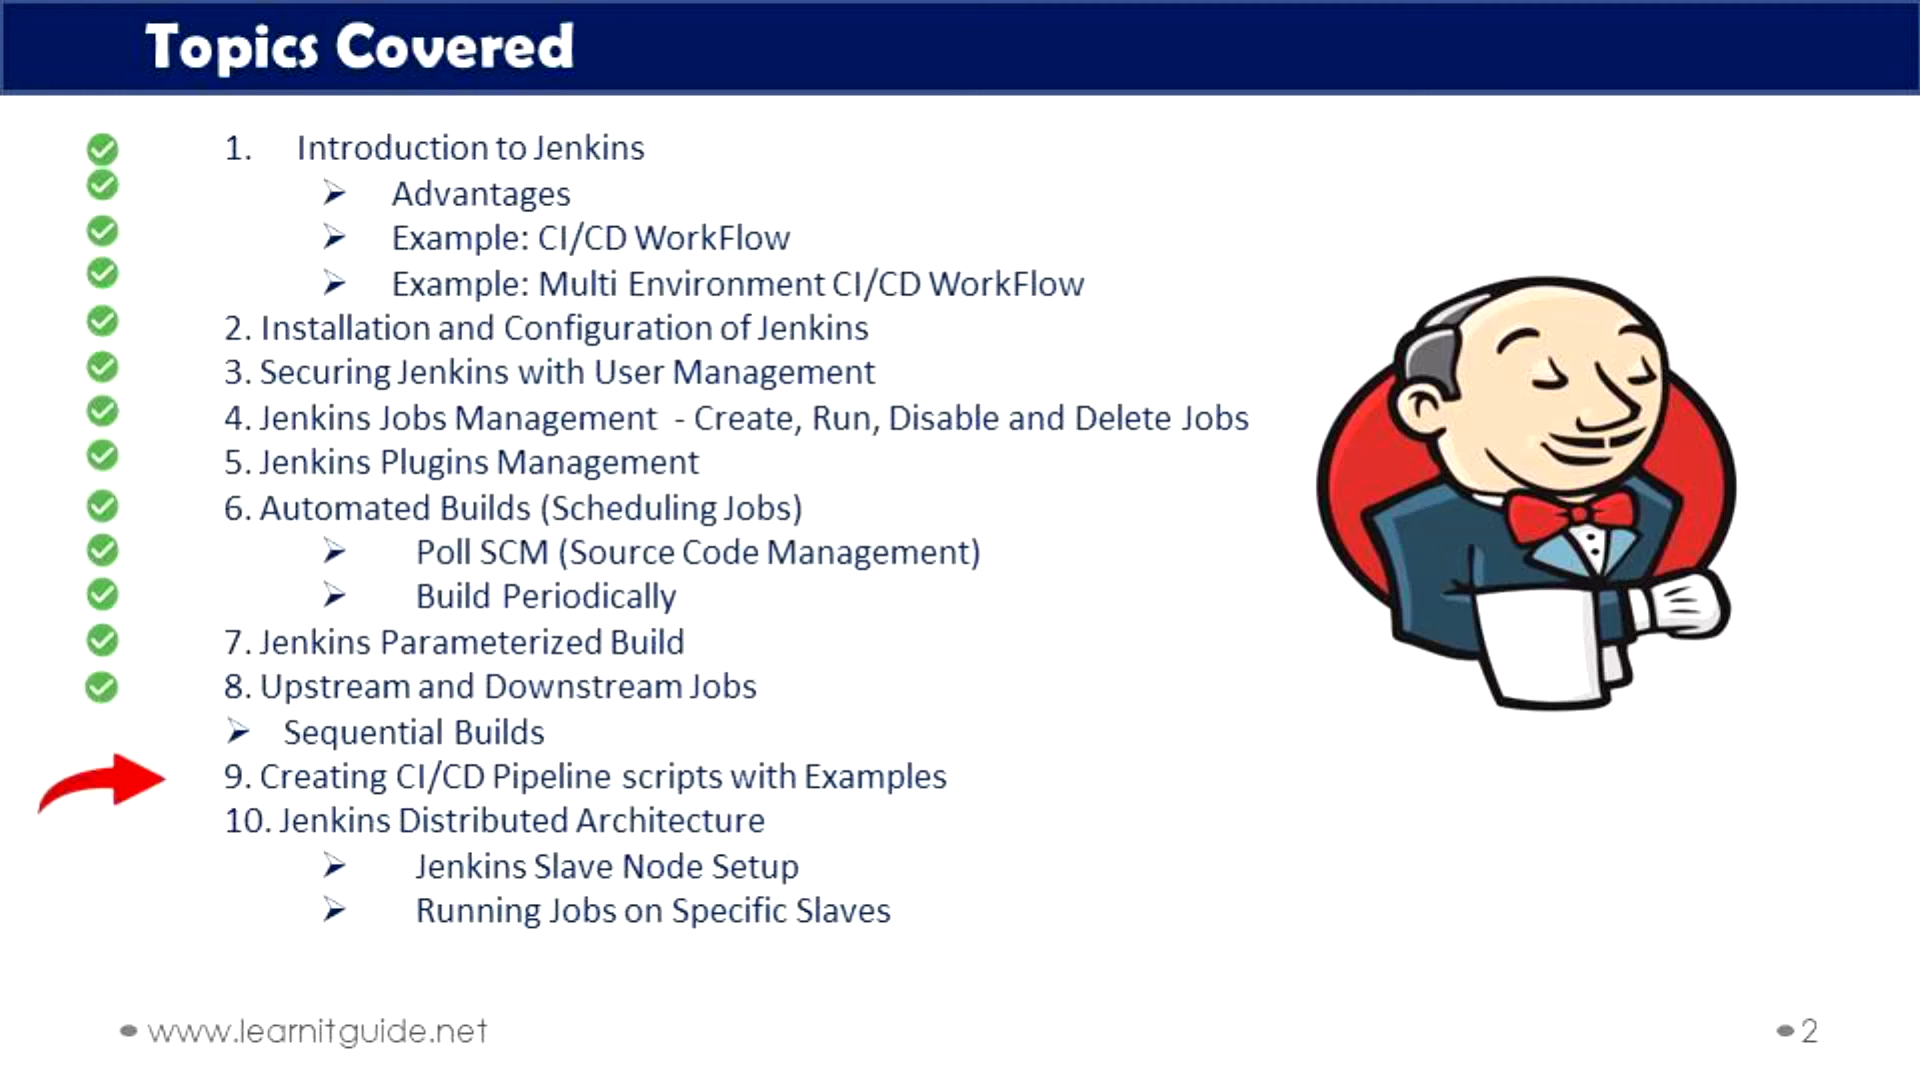 Topics Covered
1. Introduction to Jenkins
➢ Advantages
➢ Example: CI/CD WorkFlow
➢ Example: Multi Environment CI/CD WorkFlow
2. Installation and Configuration of Jenkins
3. Securing Jenkins with User Management
4. Jenkins Jobs Management - Create, Run, Disable and Delete Jobs
5. Jenkins Plugins Management
6. Automated Builds (Scheduling Jobs)
➢ Poll SCM (Source Code Management)
➢ Build Periodically
7. Jenkins Parameterized Build
8. Upstream and Downstream Jobs
➢ Sequential Builds
9. Creating CI/CD Pipeline scripts with Examples
10. Jenkins Distributed Architecture
➢ Jenkins Slave Node Setup
➢ Running Jobs on Specific Slaves
www.learnitguide.net
2